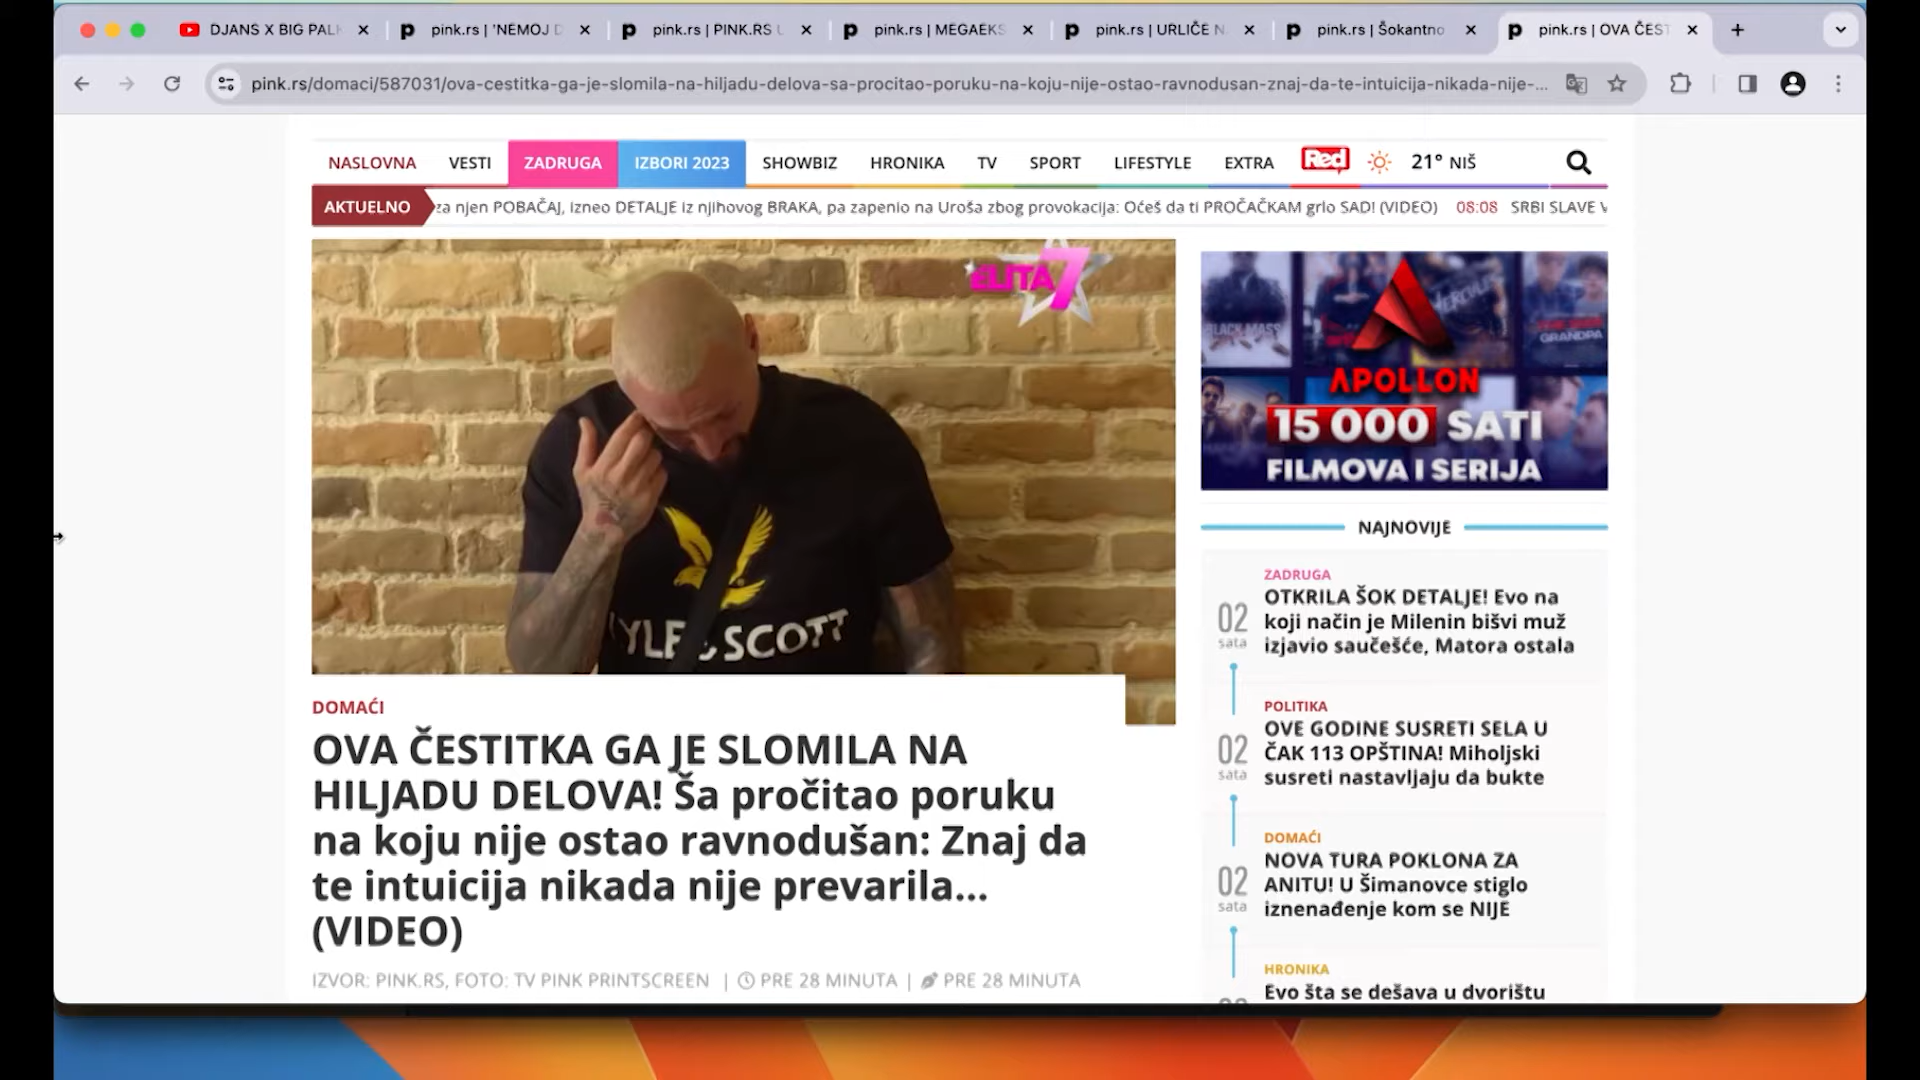 DJANS X BIG PALI
pink.rs | 'NEMOJ D
pink.rs | PINK.RS U
pink.rs | MEGAEKS
pink.rs | URLIČE N
pink.rs | Šokantno
pink.rs | OVA ČEST
pink.rs/domaci/587031/ova-cestitka-ga-je-slomila-na-hiljadu-delova-sa-procitao-poruku-na-koju-nije-ostao-ravnodusan-znaj-da-te-intuicija-nikada-nije-...
NASLOVNA VESTI ZADRUGA IZBORI 2023 SHOWBIZ HRONIKA TV SPORT LIFESTYLE EXTRA Red 21° NIŠ
AKTUELNO za njen POBAČAJ, izneo DETALJE iz njihovog BRAKA, pa zapenio na Uroša zbog provokacija: Oćeš da ti PROČAČKAM grlo SAD! (VIDEO) 08:08 SRBI SLAVE V
ELITA 7
LYLE & SCOTT
DOMAĆI
OVA ČESTITKA GA JE SLOMILA NA
HILJADU DELOVA! Ša pročitao poruku
na koju nije ostao ravnodušan: Znaj da
te intuicija nikada nije prevarila...
(VIDEO)
IZVOR: PINK.RS, FOTO: TV PINK PRINTSCREEN | PRE 28 MINUTA | PRE 28 MINUTA
BLACK MASS
HERCULES
GRANDPA
APOLLON
15 000 SATI
FILMOVA I SERIJA
NAJNOVIJE
ZADRUGA
02 sata
OTKRILA ŠOK DETALJE! Evo na
koji način je Milenin bišvi muž
izjavio saučešće, Matora ostala
POLITIKA
02 sata
OVE GODINE SUSRETI SELA U
ČAK 113 OPŠTINA! Miholjski
susreti nastavljaju da bukte
DOMAĆI
02 sata
NOVA TURA POKLONA ZA
ANITU! U Šimanovce stiglo
iznenađenje kom se NIJE
HRONIKA
Evo šta se dešava u dvorištu